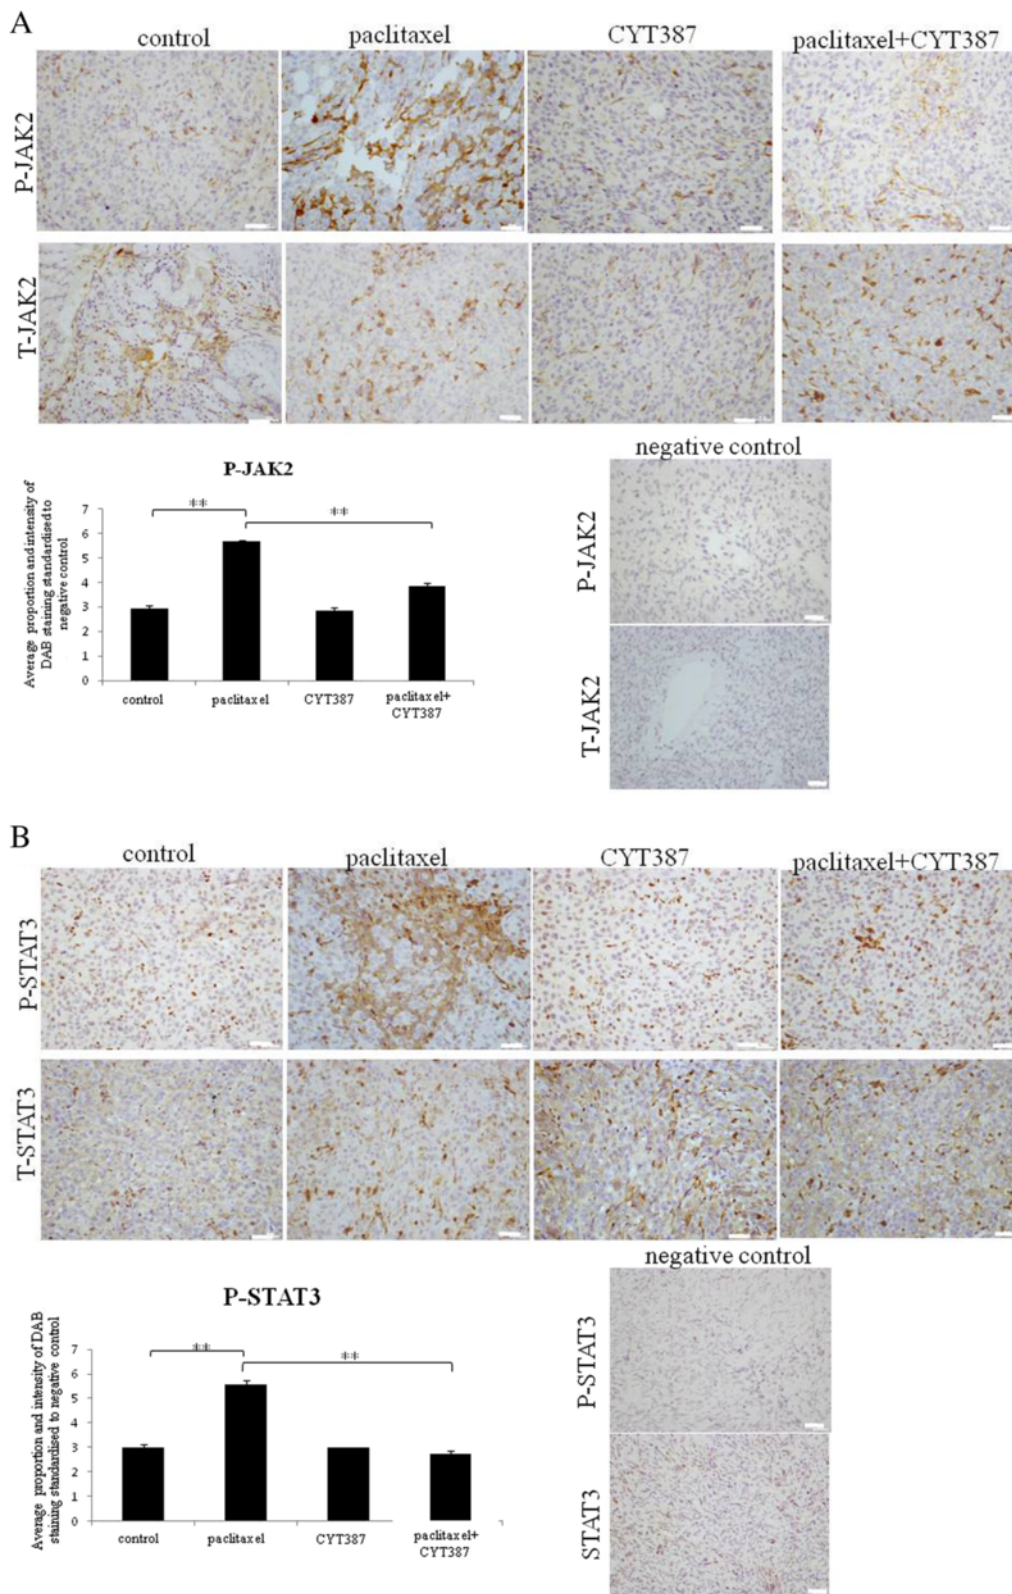 A
control paclitaxel CYT387 paclitaxel+CYT387
P-JAK2
T-JAK2
P-JAK2
Average proportion and intensity of
DAB staining standardised to
negative control
7
6
5
4
3
2
1
0
** **
control paclitaxel CYT387 paclitaxel+
CYT387
negative control
P-JAK2
T-JAK2
B
control paclitaxel CYT387 paclitaxel+CYT387
P-STAT3
T-STAT3
P-STAT3
Average proportion and intensity of DAB
staining standardised to negative control
7
6
5
4
3
2
1
0
** **
control paclitaxel CYT387 paclitaxel+
CYT387
negative control
P-STAT3
STAT3